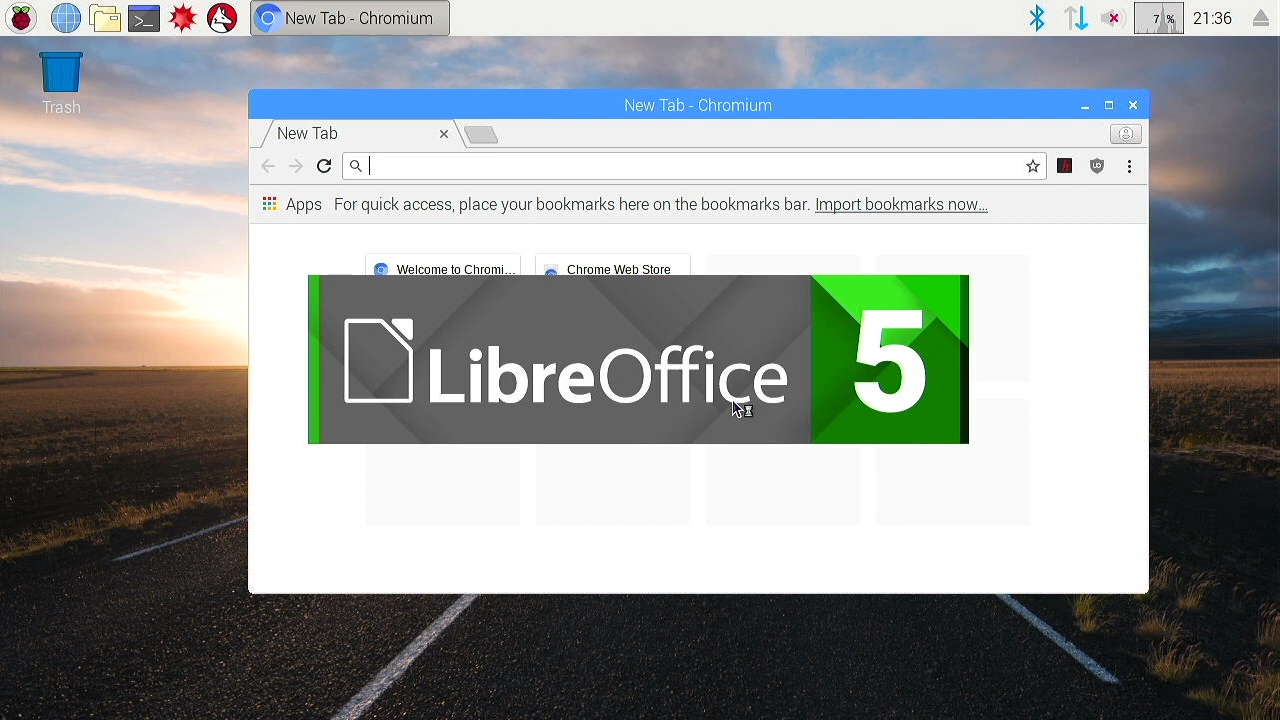 New Tab - Chromium
7 %
21:36
Trash
New Tab - Chromium
New Tab
Apps For quick access, place your bookmarks here on the bookmarks bar. Import bookmarks now...
Welcome to Chromi...
Chrome Web Store
LibreOffice 5